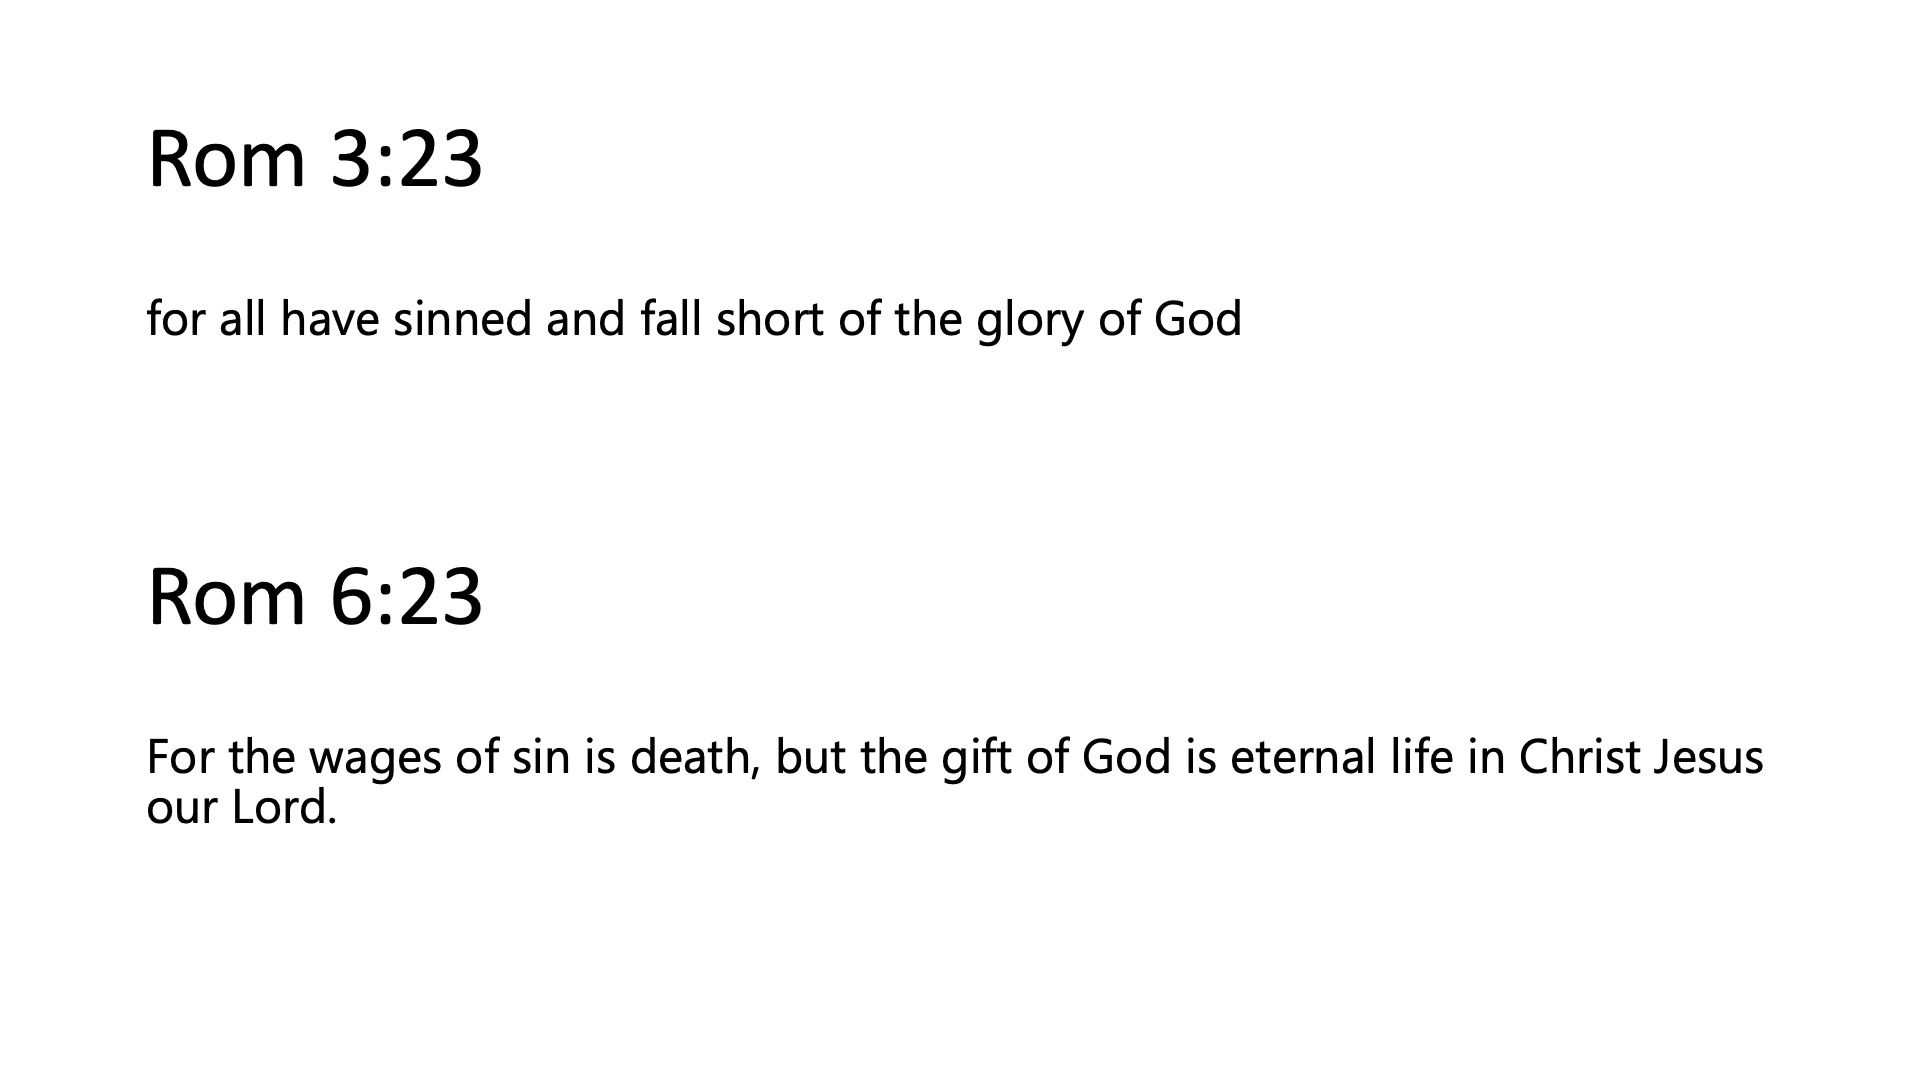 Rom 3:23
for all have sinned and fall short of the glory of God
Rom 6:23
For the wages of sin is death, but the gift of God is eternal life in Christ Jesus
our Lord.